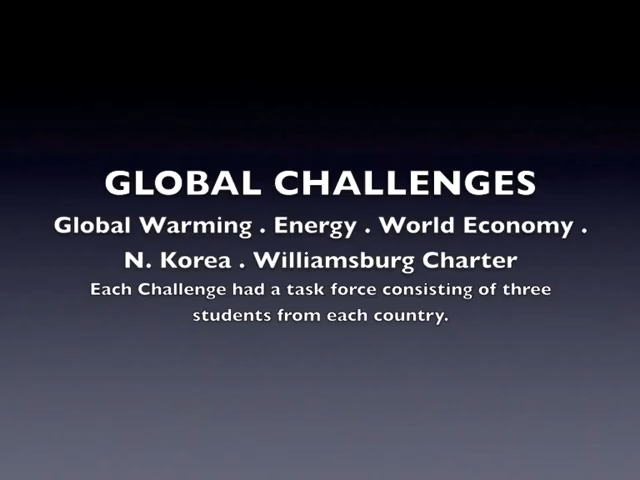 GLOBAL CHALLENGES
Global Warming . Energy . World Economy .
N. Korea . Williamsburg Charter
Each Challenge had a task force consisting of three
students from each country.